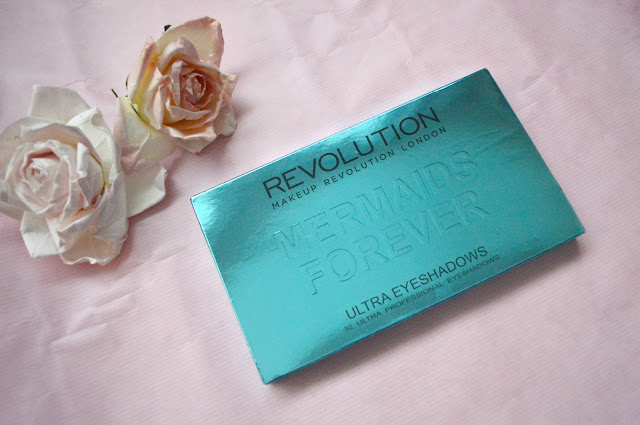 REVOLUTION
MAKEUP REVOLUTION LONDON
MERMAIDS
FOREVER
ULTRA EYESHADOWS
32 ULTRA PROFESSIONAL EYESHADOWS